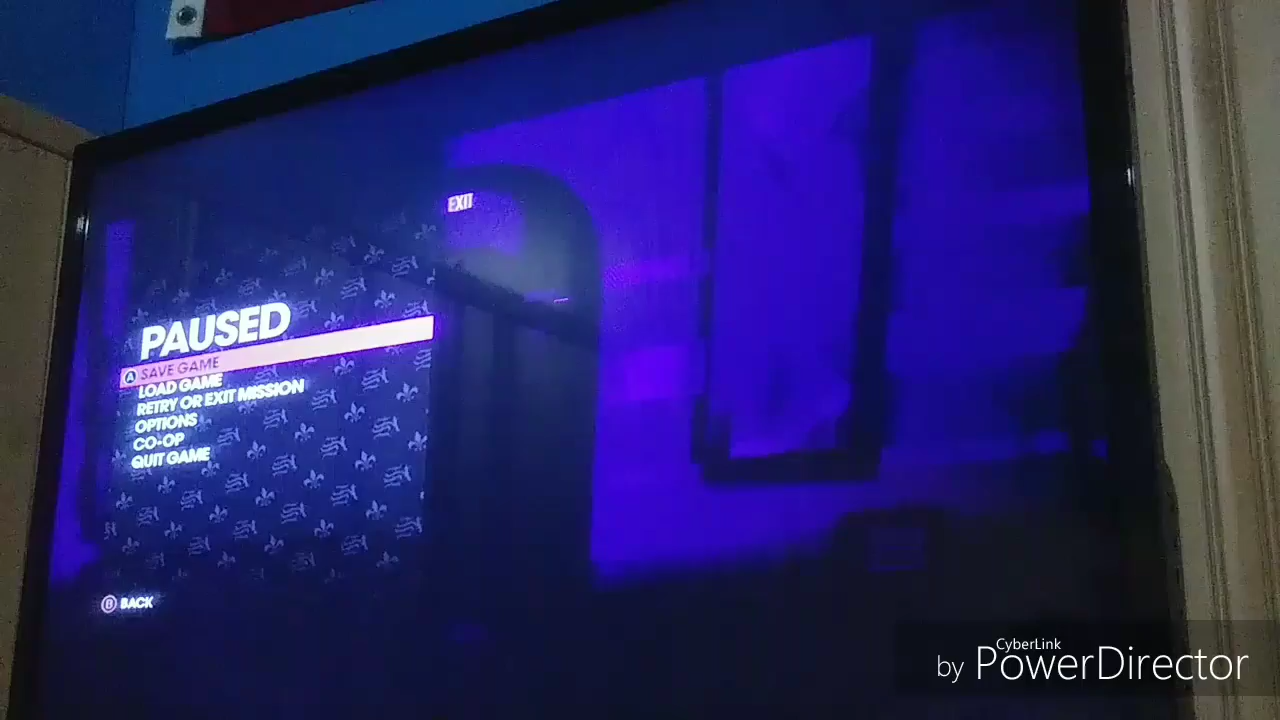 EXIT
PAUSED
A SAVE GAME
LOAD GAME
RETRY OR EXIT MISSION
OPTIONS
CO-OP
QUIT GAME
B BACK
CyberLink
by PowerDirector